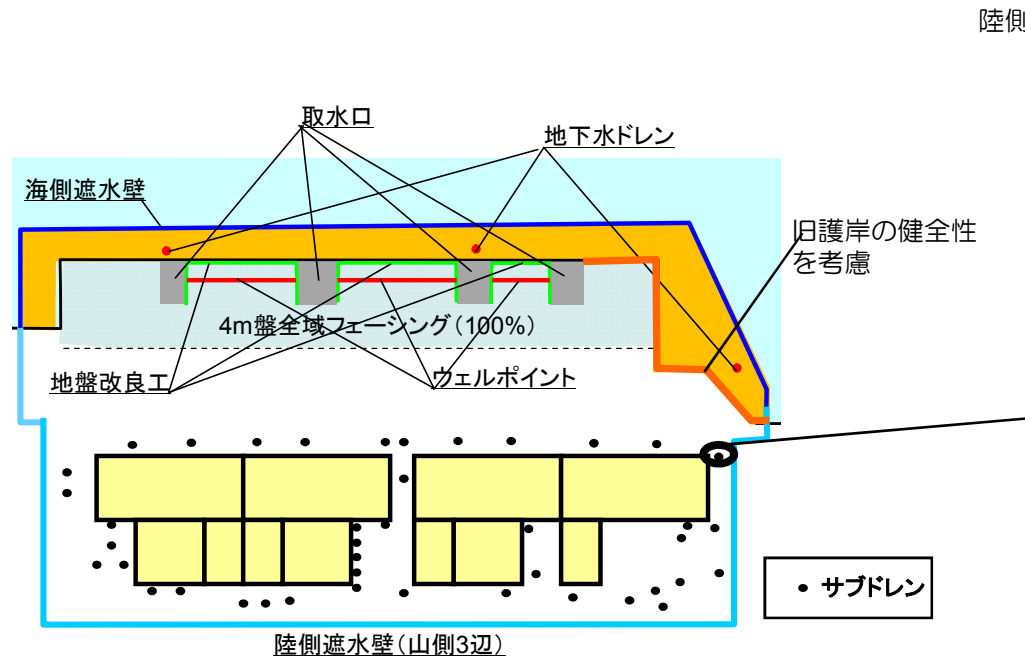 陸側
取水口
地下水ドレン
海側遮水壁
旧護岸の健全性
を考慮
4m盤全域フェーシング(100%)
地盤改良工
ウェルポイント
• サブドレン
陸側遮水壁(山側3辺)